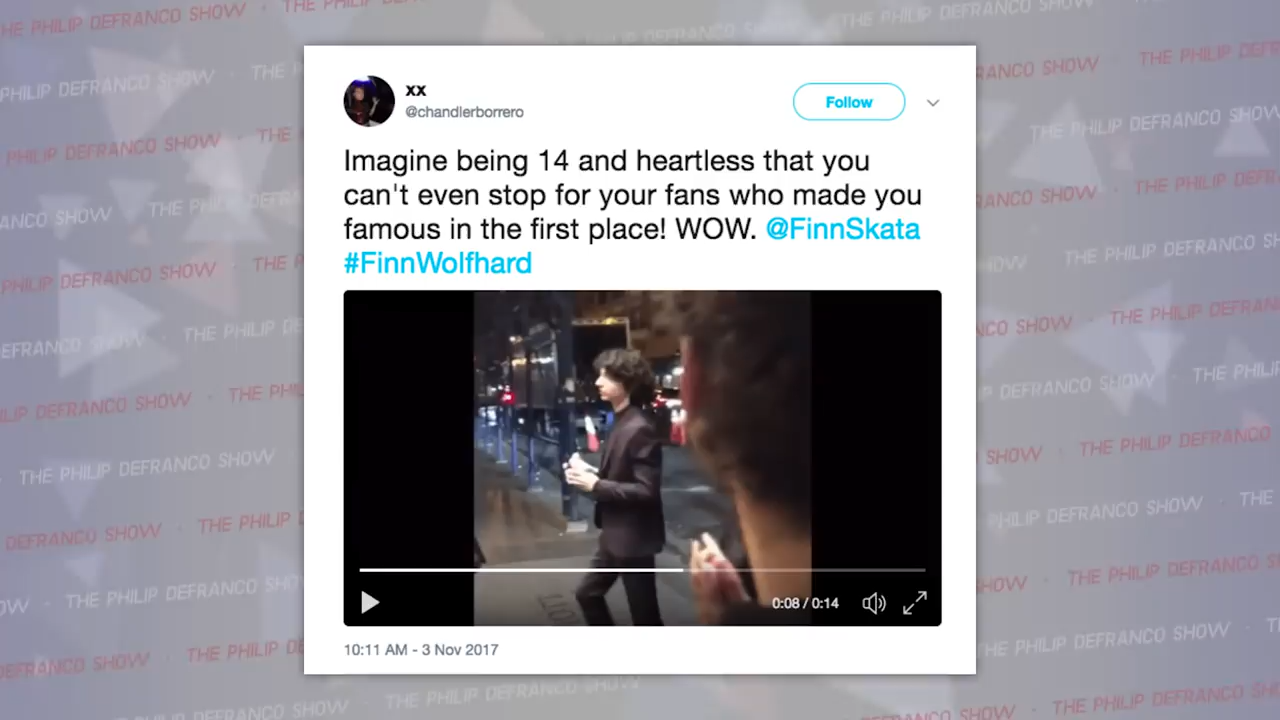 THE PHILIP DEFRANCO SHOW
xx
@chandlerborrero
Follow
Imagine being 14 and heartless that you
can't even stop for your fans who made you
famous in the first place! WOW. @FinnSkata
#FinnWolfhard
0:08 / 0:14
10:11 AM - 3 Nov 2017